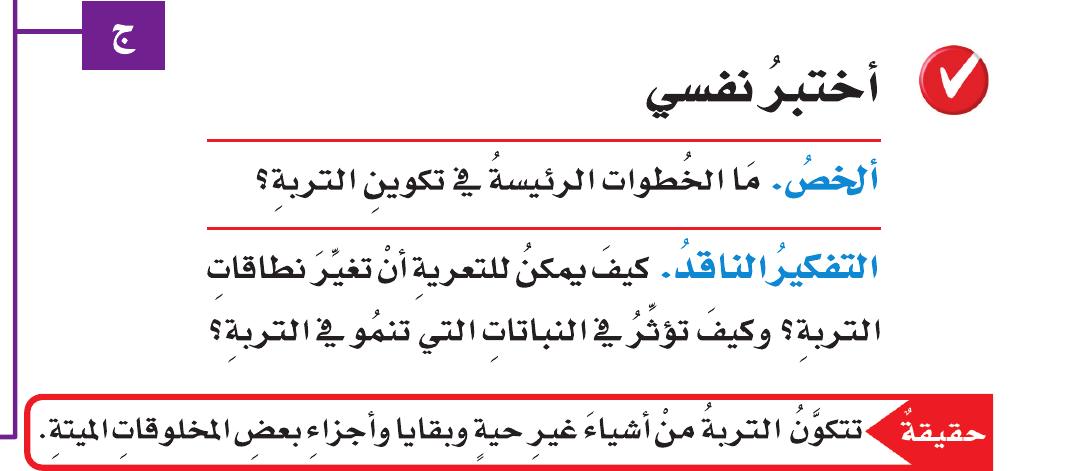 ج
أختبرُ نفسي
ألخصُ. مَا الخُطوات الرئيسةُ في تكوينِ التربةِ؟
التفكيرُ الناقدُ. كيفَ يمكنُ للتعريةِ أنْ تغيِّرَ نطاقاتِ
التربةِ؟ وكيفَ تؤثِّرُ في النباتاتِ التي تنمُو في التربةِ؟
حقيقةٌ تتكوَّنُ التربةُ منْ أشياءَ غيرِ حيةٍ وبقايا وأجزاءِ بعضِ المخلوقاتِ الميتةِ.